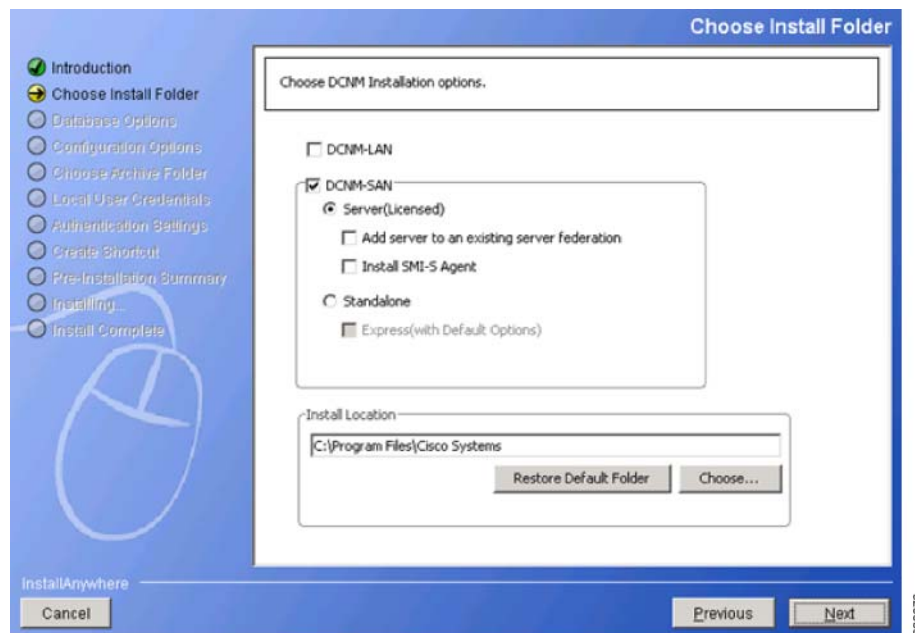 Choose Install Folder
Introduction
Choose Install Folder
Database Options
Configuration Options
Choose Archive Folder
Local User Credentials
Authentication Settings
Create Shortcut
Pre-Installation Summary
Installing...
Install Complete
Choose DCNM Installation options.
DCNM-LAN
DCNM-SAN
Server(Licensed)
Add server to an existing server federation
Install SMI-S Agent
Standalone
Express(with Default Options)
Install Location
C:\Program Files\Cisco Systems
Restore Default Folder
Choose...
InstallAnywhere
Cancel
Previous
Next